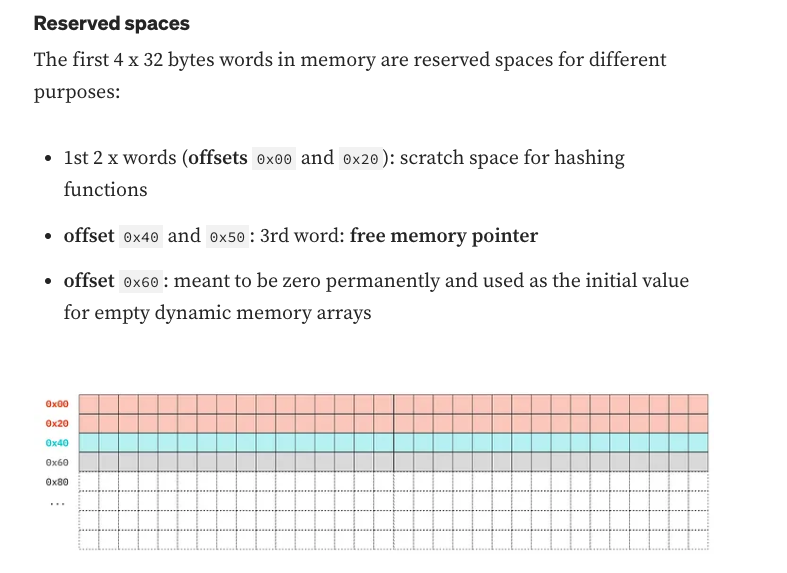 Reserved spaces
The first 4 x 32 bytes words in memory are reserved spaces for different
purposes:
• 1st 2 x words (offsets 0x00 and 0x20): scratch space for hashing
functions
• offset 0x40 and 0x50: 3rd word: free memory pointer
• offset 0x60: meant to be zero permanently and used as the initial value
for empty dynamic memory arrays
0x00
0x20
0x40
0x60
0x80
...